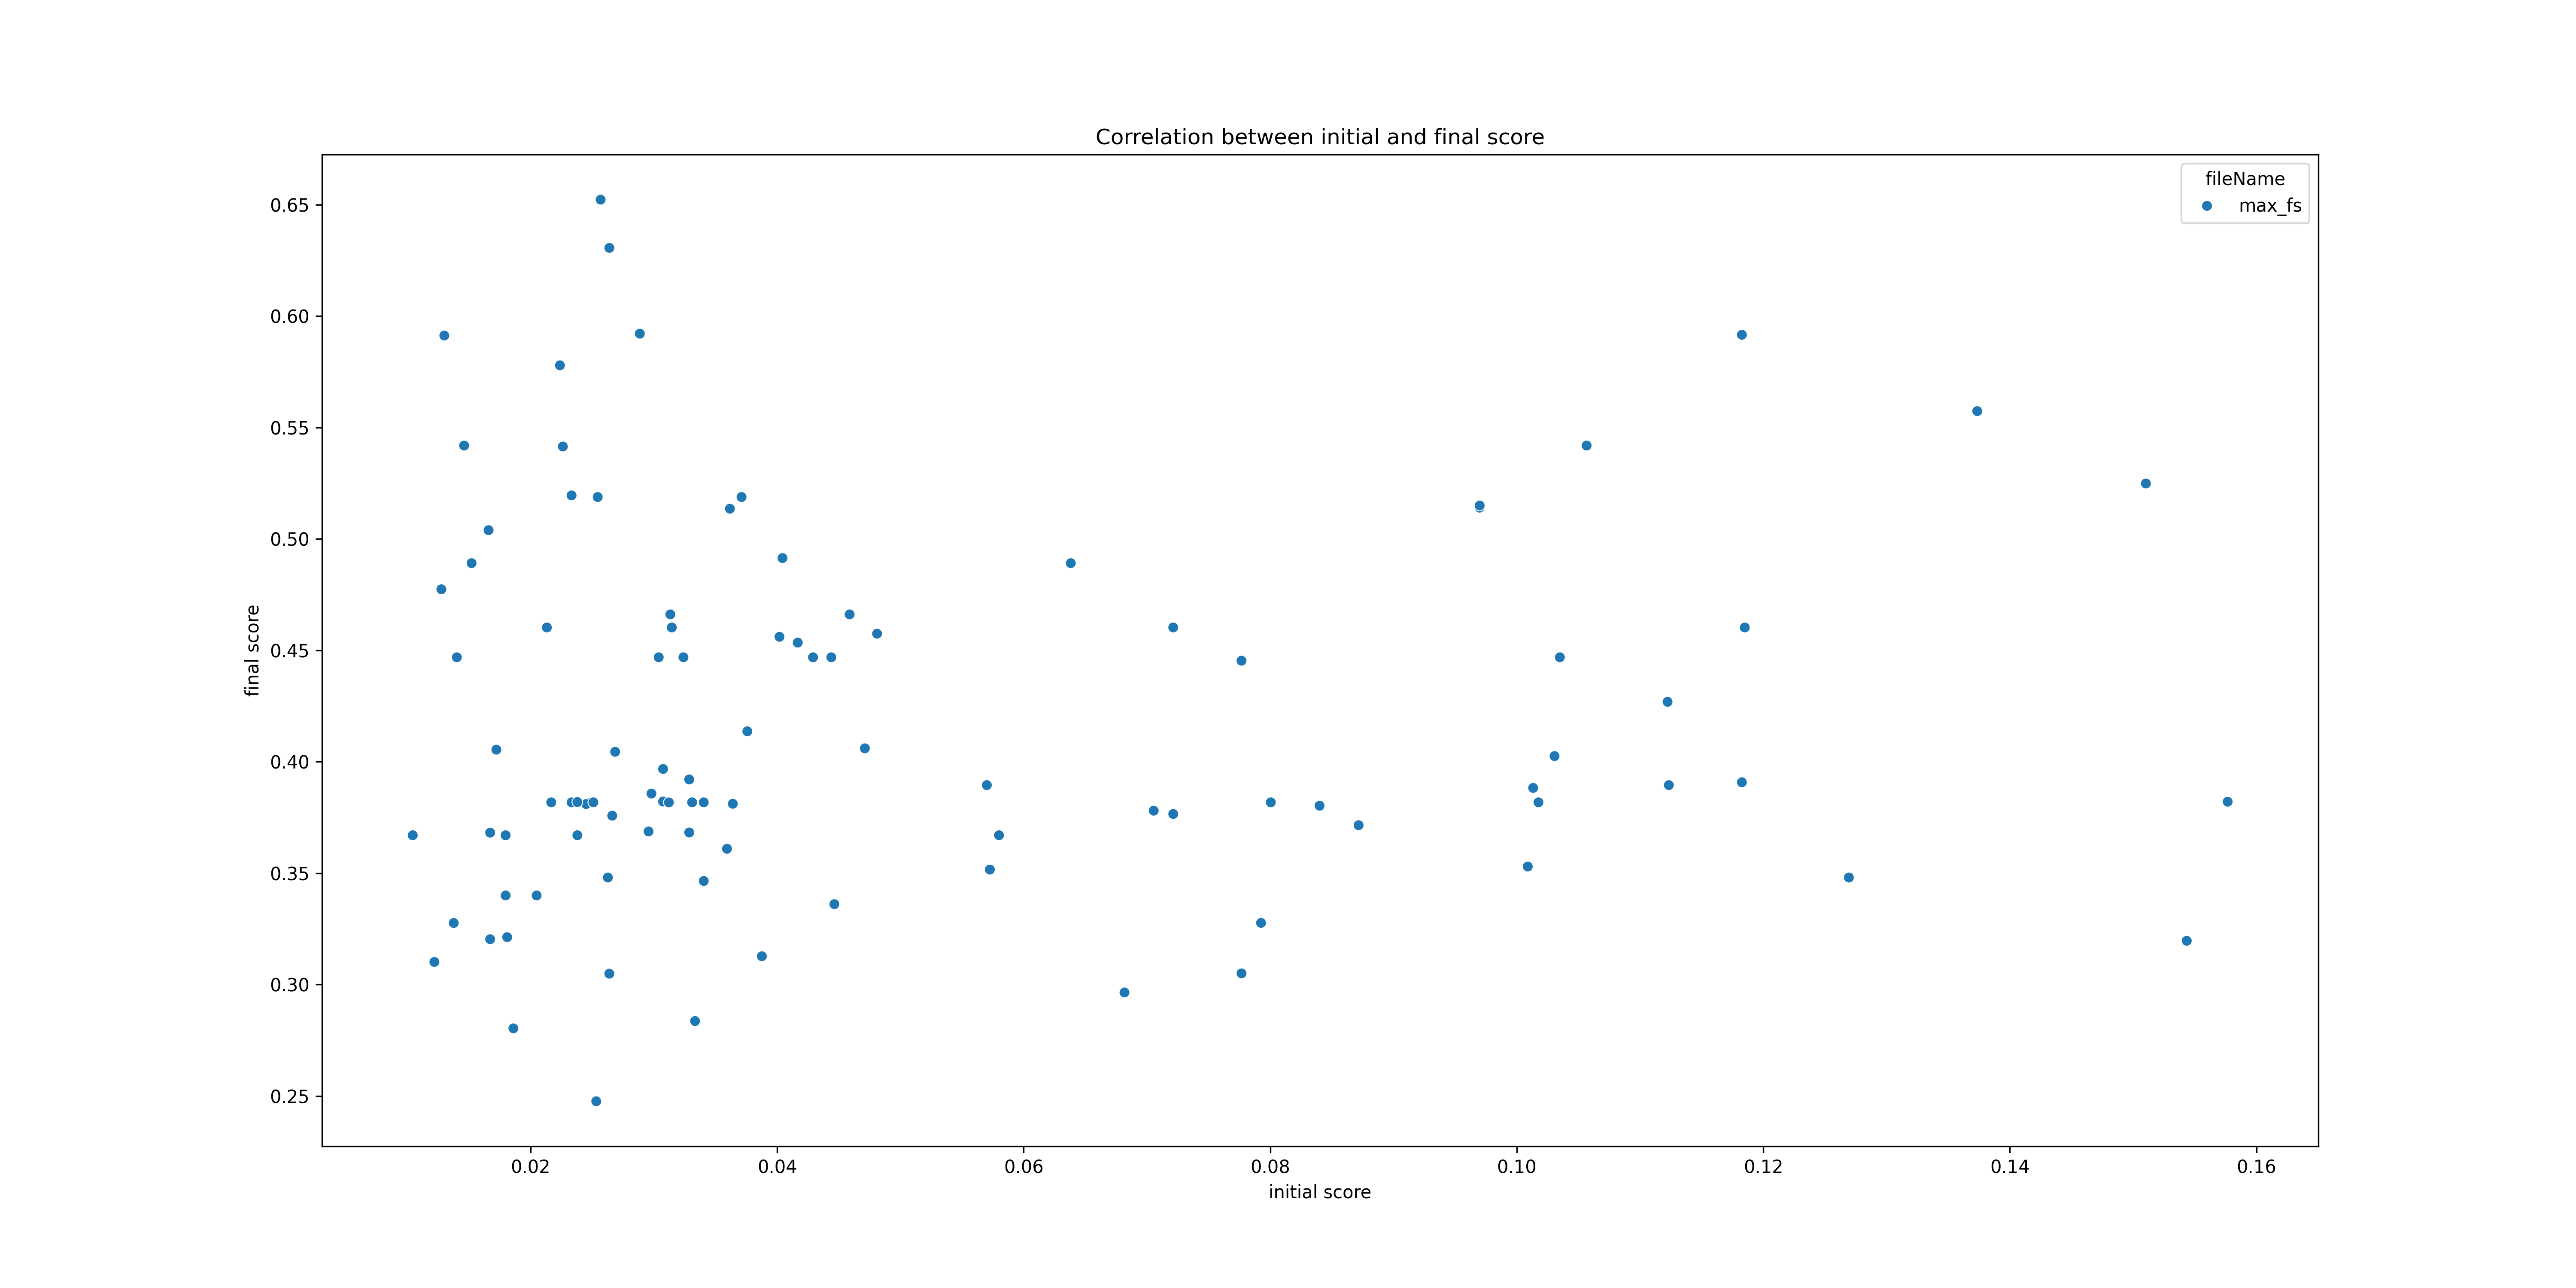 Correlation between initial and final score
fileName
max_fs
0.65
0.60
0.55
0.50
0.45
0.40
0.35
0.30
0.25
final score
0.02 0.04 0.06 0.08 0.10 0.12 0.14 0.16
initial score